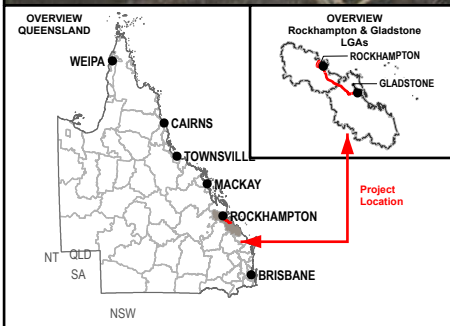 OVERVIEW
QUEENSLAND
WEIPA
CAIRNS
TOWNSVILLE
MACKAY
ROCKHAMPTON
BRISBANE
NT
QLD
SA
NSW
OVERVIEW
Rockhampton & Gladstone
LGAs
ROCKHAMPTON
GLADSTONE
Project
Location